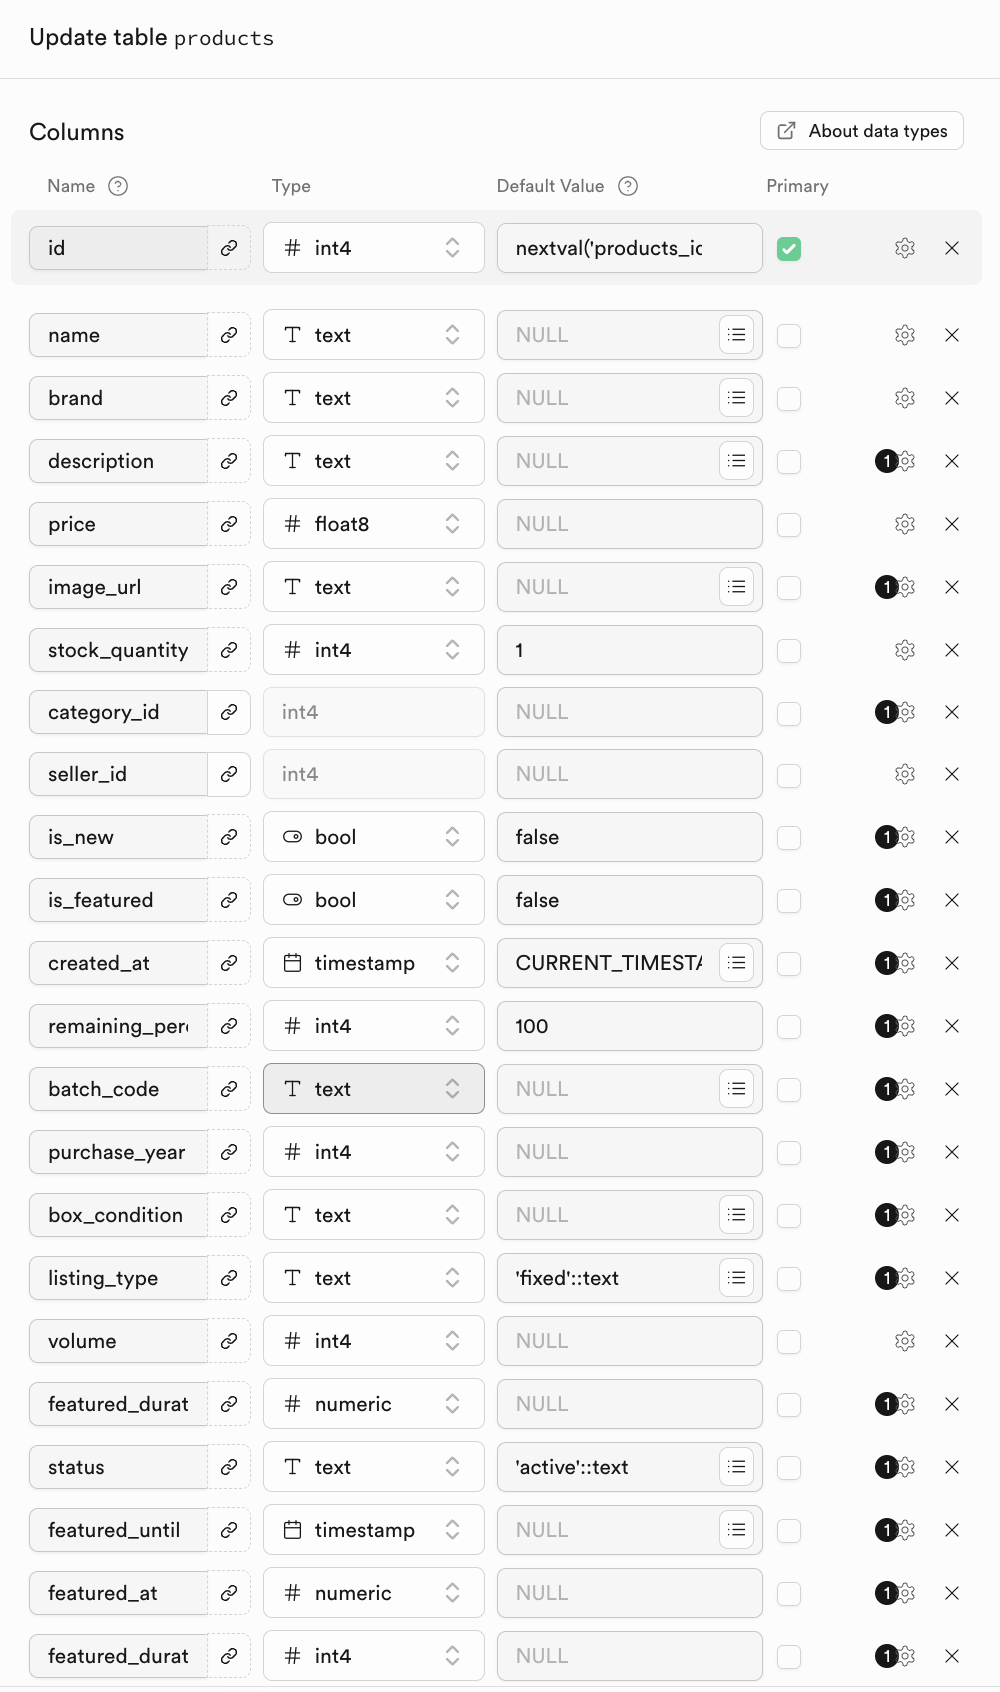 Update table products
Columns
About data types
Name Type Default Value Primary
id int4 nextval('products_ic
name text NULL
brand text NULL
description text NULL 1
price float8 NULL
image_url text NULL 1
stock_quantity int4 1
category_id int4 NULL 1
seller_id int4 NULL
is_new bool false 1
is_featured bool false 1
created_at timestamp CURRENT_TIMESTA 1
remaining_perc int4 100 1
batch_code text NULL 1
purchase_year int4 NULL 1
box_condition text NULL 1
listing_type text 'fixed'::text 1
volume int4 NULL
featured_durat numeric NULL 1
status text 'active'::text 1
featured_until timestamp NULL 1
featured_at numeric NULL 1
featured_durat int4 NULL 1